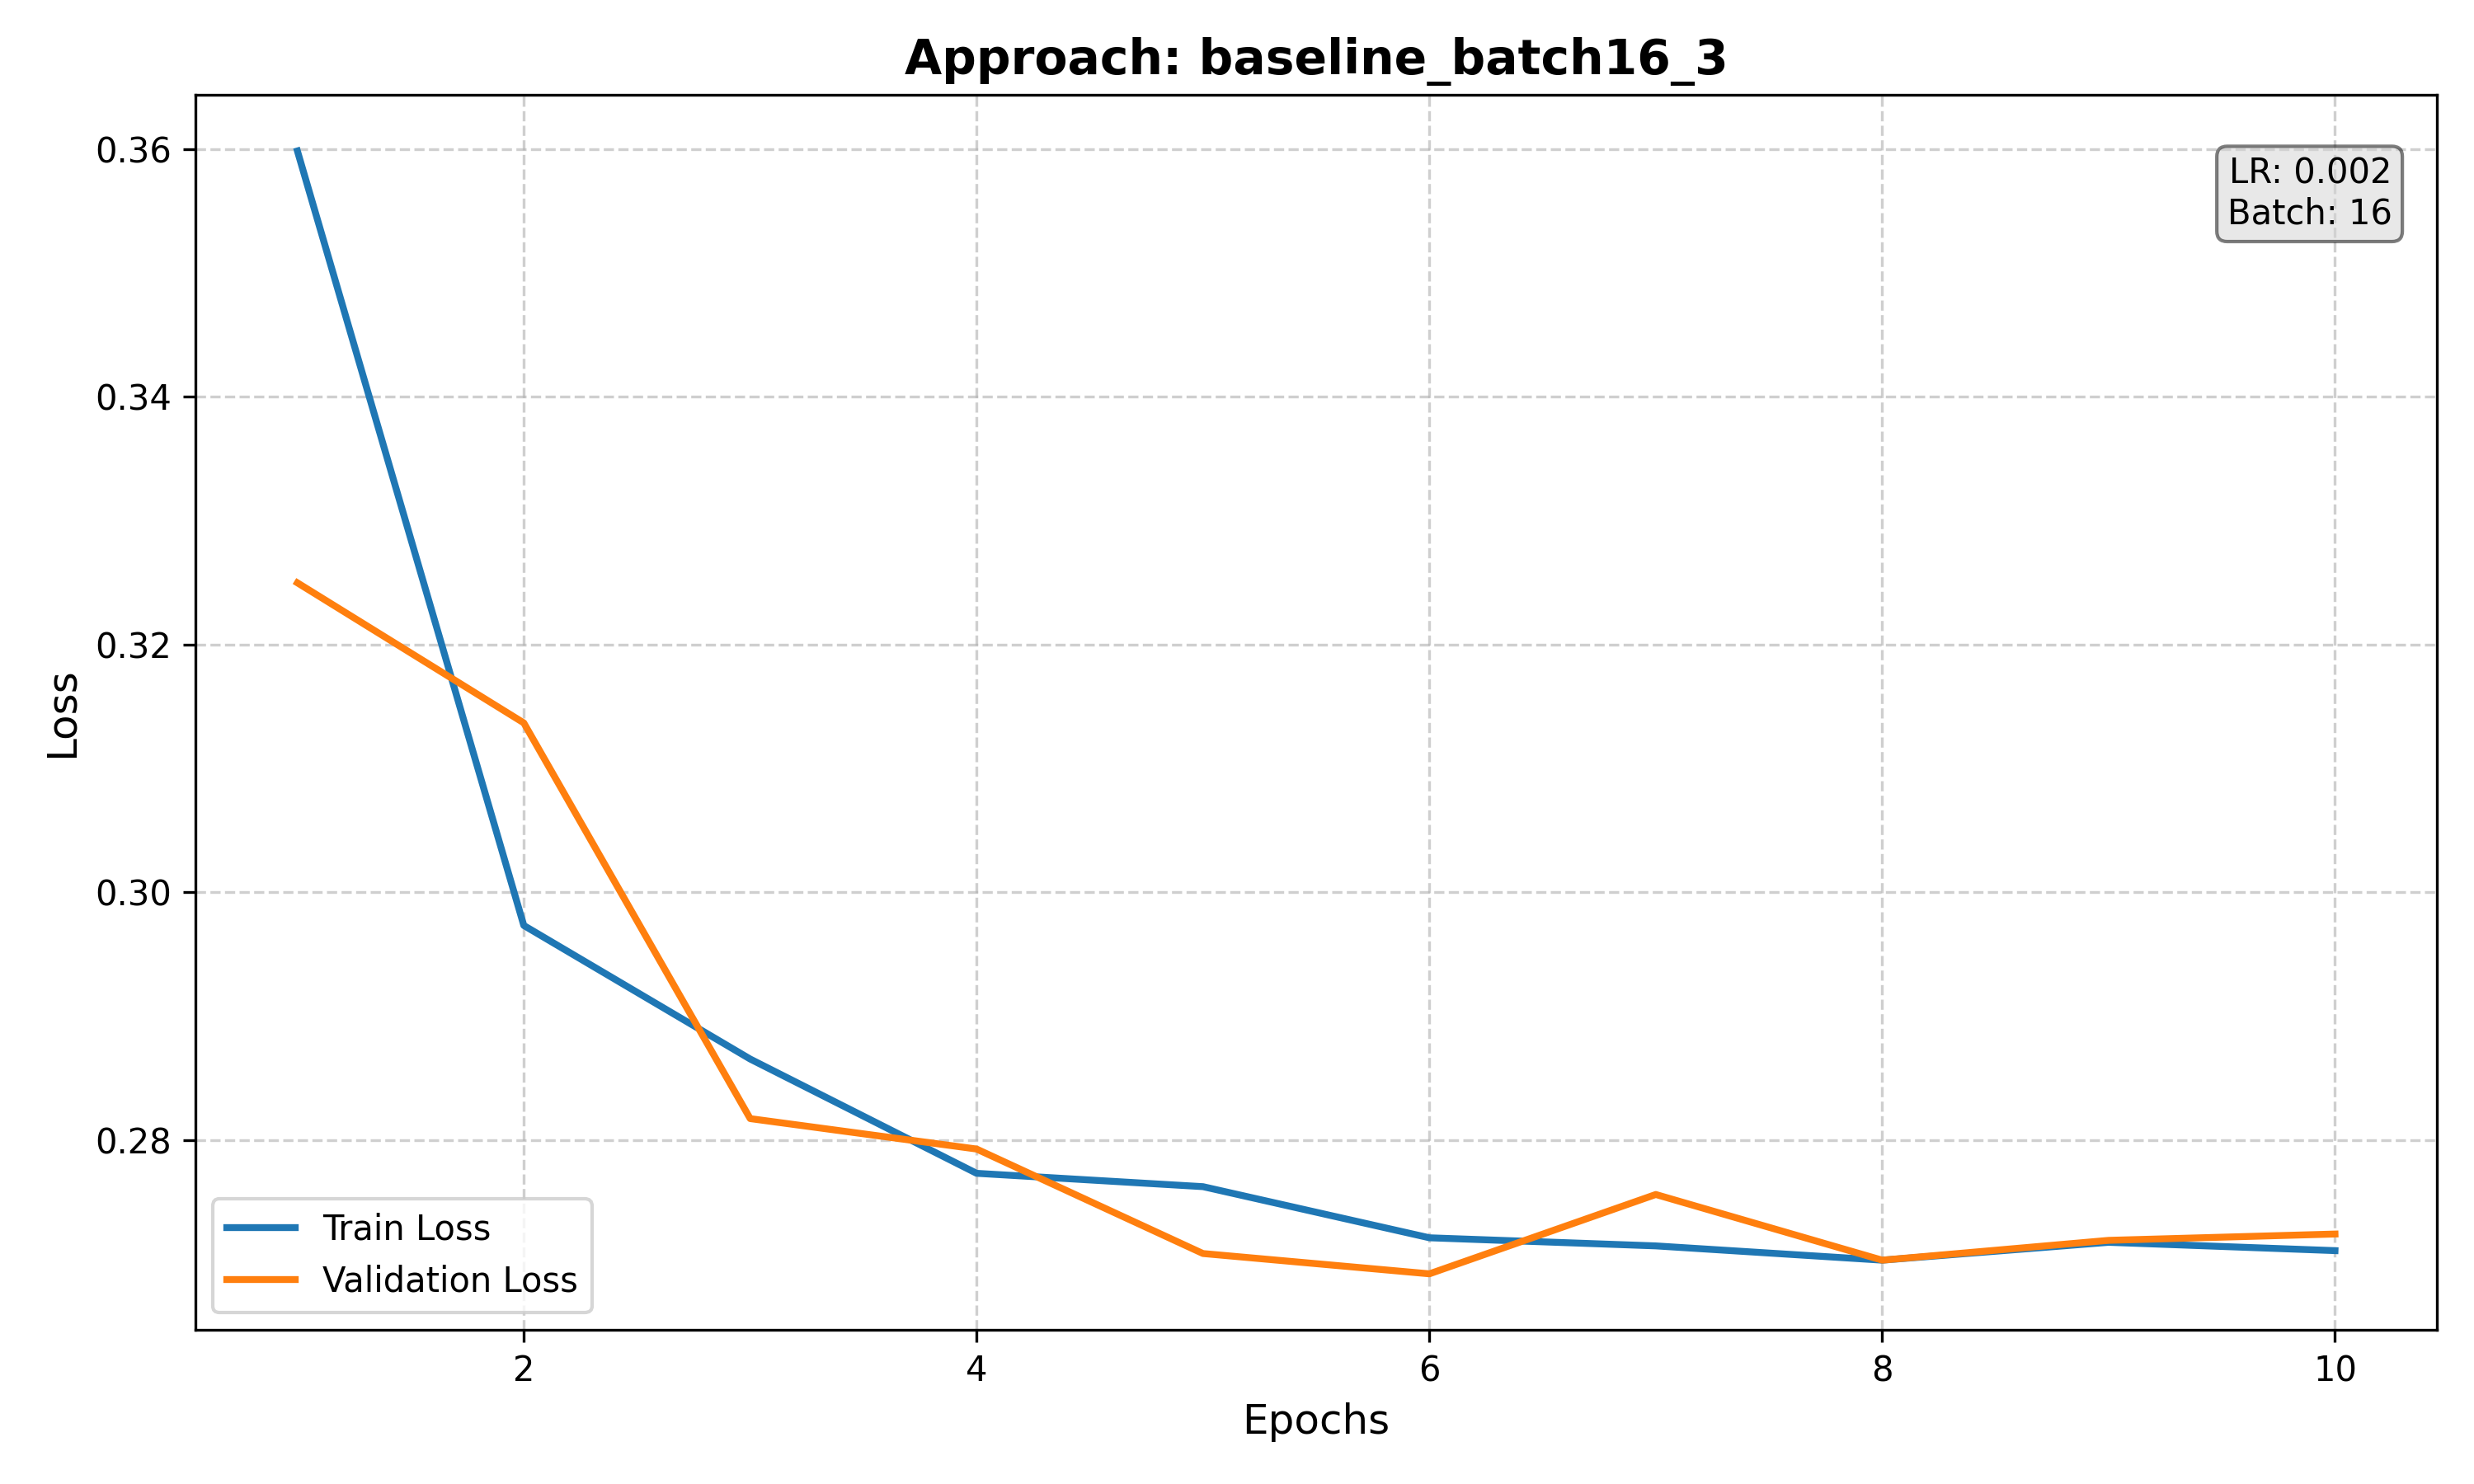 Approach: baseline_batch16_3
LR: 0.002
Batch: 16
0.36
0.34
0.32
0.30
0.28
Loss
Train Loss
Validation Loss
2
4
6
8
10
Epochs